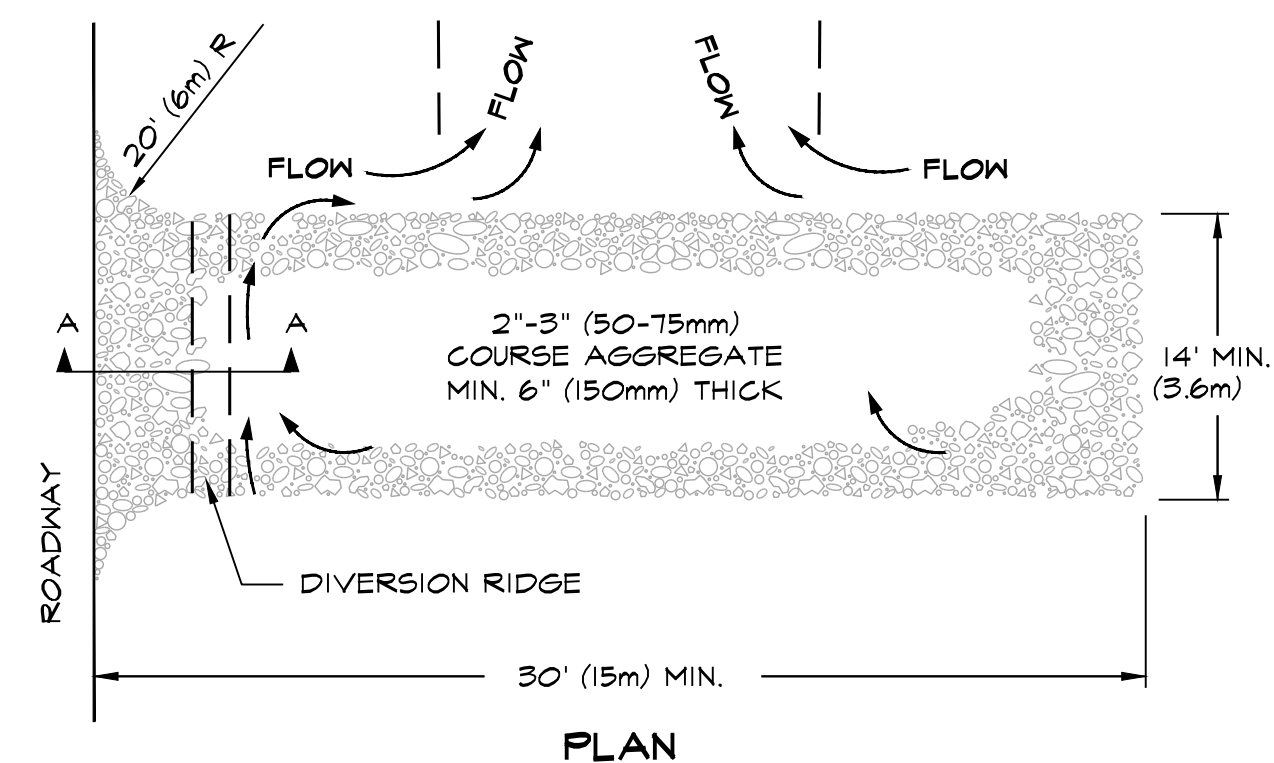 20' (6m) R
FLOW
FLOW
FLOW
FLOW
A
A
2"-3" (50-75mm)
COURSE AGGREGATE
MIN. 6" (150mm) THICK
14' MIN.
(3.6m)
ROADWAY
DIVERSION RIDGE
30' (15m) MIN.
PLAN